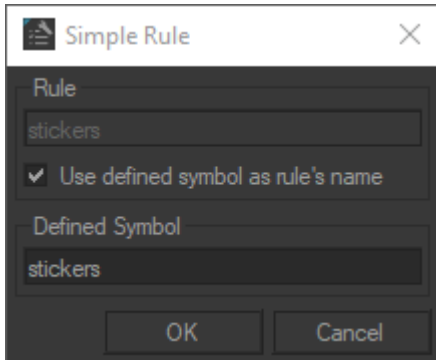 Simple Rule
Rule
stickers
Use defined symbol as rule's name
Defined Symbol
stickers
OK Cancel